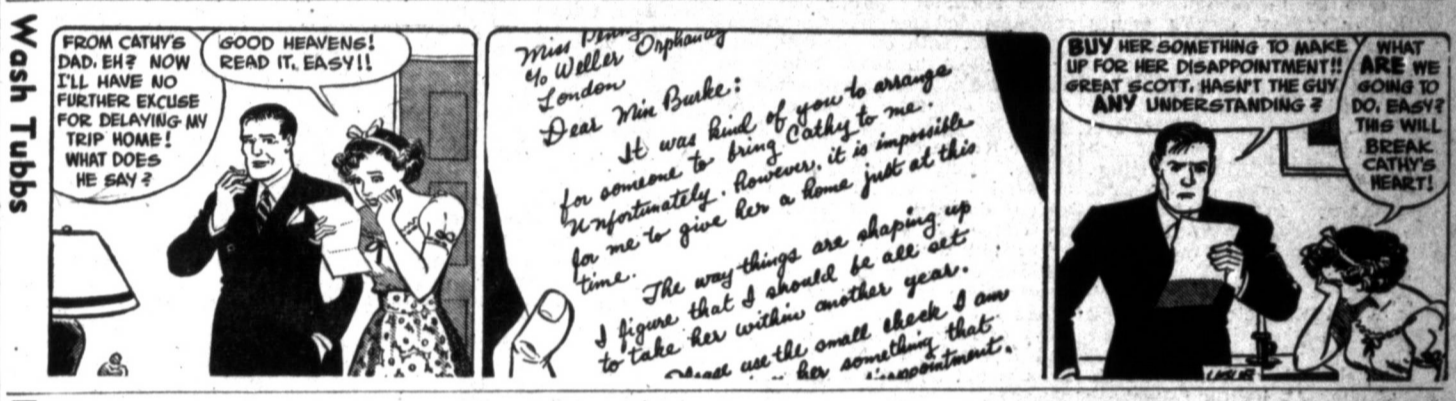 Wash Tubbs
FROM CATHY'S
DAD, EH? NOW
I'LL HAVE NO
FURTHER EXCUSE
FOR DELAYING MY
TRIP HOME!
WHAT DOES
HE SAY?
GOOD HEAVENS!
READ IT, EASY!!
Miss
c/o Weller Orphanag
London
Dear Miss Burke:
It was kind of you to arrange
for someone to bring Cathy to me.
Unfortunately, however, it is impossible
for me to give her a home just at this
time.
The way things are shaping up
I figure that I should be all set
to take her within another year.
Please use the small check I am
her something that
disappointment.
BUY HER SOMETHING TO MAKE
UP FOR HER DISAPPOINTMENT!!
GREAT SCOTT, HASN'T THE GUY
ANY UNDERSTANDING?
WHAT
ARE WE
GOING TO
DO, EASY?
THIS WILL
BREAK
CATHY'S
HEART!